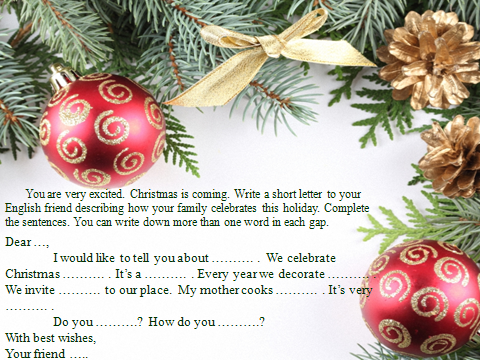 You are very excited. Christmas is coming. Write a short letter to your
English friend describing how your family celebrates this holiday. Complete
the sentences. You can write down more than one word in each gap.
Dear …,
I would like to tell you about ………. . We celebrate
Christmas ………. . It’s a ………. . Every year we decorate ……….
We invite ………. to our place. My mother cooks ………. . It’s very
………. .
Do you ……….? How do you ……….?
With best wishes,
Your friend …..